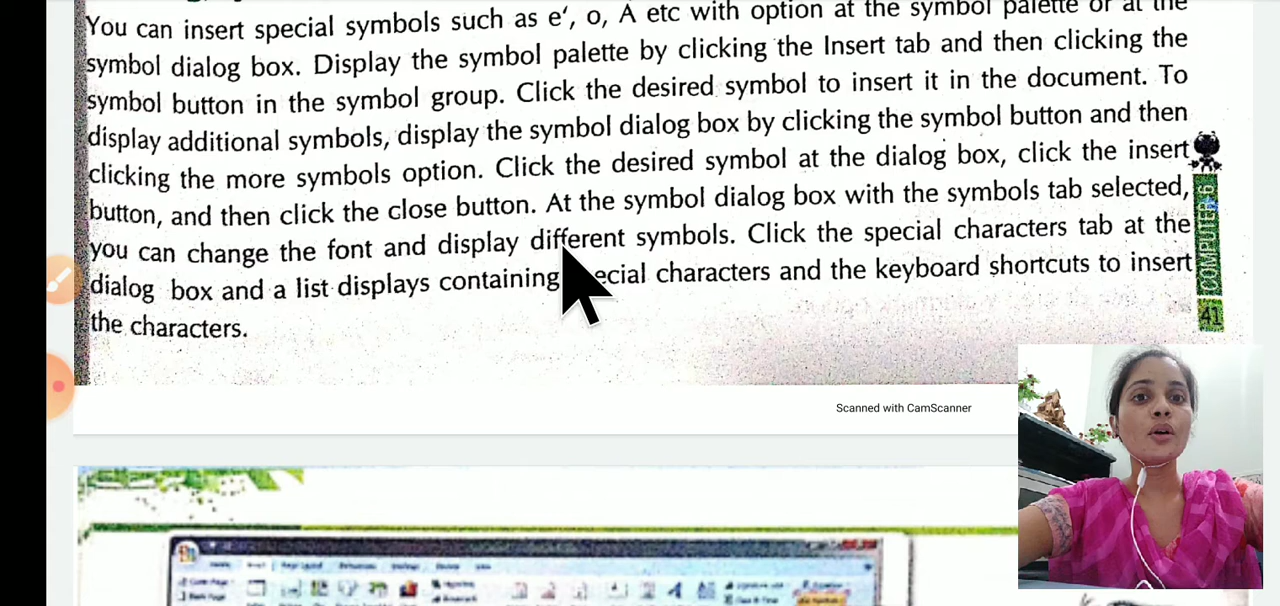 You can insert special symbols such as e′, o, A etc with option at the symbol palette or at the
symbol dialog box. Display the symbol palette by clicking the Insert tab and then clicking the
symbol button in the symbol group. Click the desired symbol to insert it in the document. To
display additional symbols, display the symbol dialog box by clicking the symbol button and then
clicking the more symbols option. Click the desired symbol at the dialog box, click the insert
button, and then click the close button. At the symbol dialog box with the symbols tab selected,
you can change the font and display different symbols. Click the special characters tab at the
dialog box and a list displays containing ecial characters and the keyboard shortcuts to insert
the characters.
COMPUTER-6
41
Scanned with CamScanner